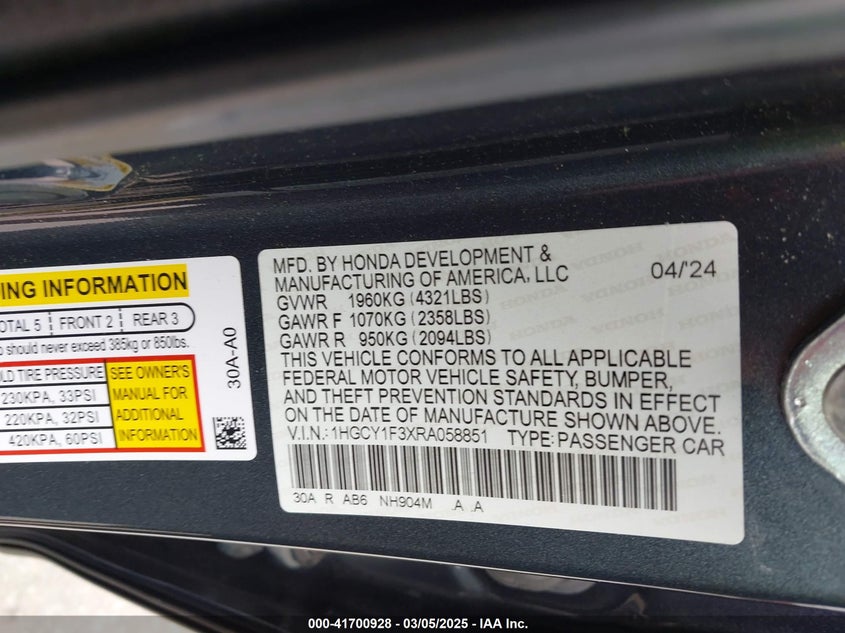 ING INFORMATION
OTAL 5 FRONT 2 REAR 3
should never exceed 385kg or 850lbs.
TIRE PRESSURE
230KPA, 33PSI
220KPA, 32PSI
420KPA, 60PSI
SEE OWNER'S
MANUAL FOR
ADDITIONAL
INFORMATION
30A-A0
MFD. BY HONDA DEVELOPMENT &
MANUFACTURING OF AMERICA, LLC 04/'24
GVWR 1960KG (4321LBS)
GAWR F 1070KG (2358LBS)
GAWR R 950KG (2094LBS)
THIS VEHICLE CONFORMS TO ALL APPLICABLE
FEDERAL MOTOR VEHICLE SAFETY, BUMPER,
AND THEFT PREVENTION STANDARDS IN EFFECT
ON THE DATE OF MANUFACTURE SHOWN ABOVE.
V.I.N.: 1HGCY1F3XRA058851 TYPE: PASSENGER CAR
30A R AB6 NH904M .A .A
000-41700928 / 03/05/2025 - IAA Inc.